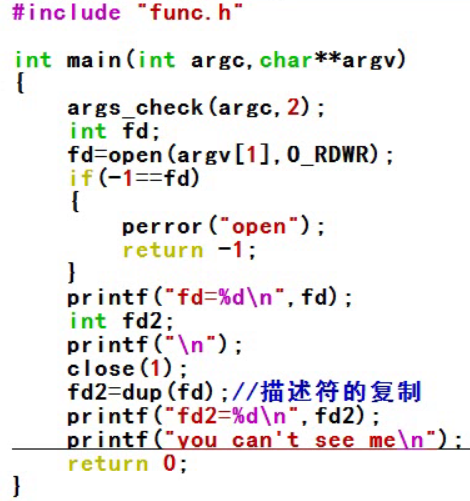 #include "func.h"
int main(int argc,char**argv)
{
    args_check(argc,2);
    int fd;
    fd=open(argv[1],O_RDWR);
    if(-1==fd)
    {
        perror("open");
        return -1;
    }
    printf("fd=%d\n",fd);
    int fd2;
    printf("\n");
    close(1);
    fd2=dup(fd);//描述符的复制
    printf("fd2=%d\n",fd2);
    printf("you can't see me\n");
    return 0;
}